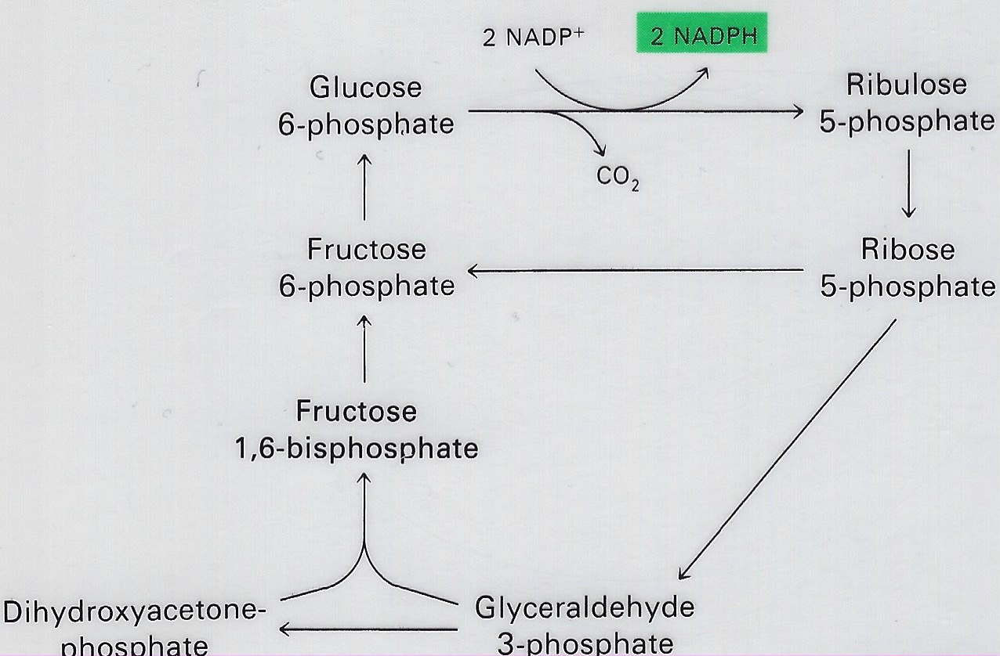 2 NADP⁺
2 NADPH
Glucose
6-phosphate
Ribulose
5-phosphate
CO₂
Fructose
6-phosphate
Ribose
5-phosphate
Fructose
1,6-bisphosphate
Dihydroxyacetone-
phosphate
Glyceraldehyde
3-phosphate